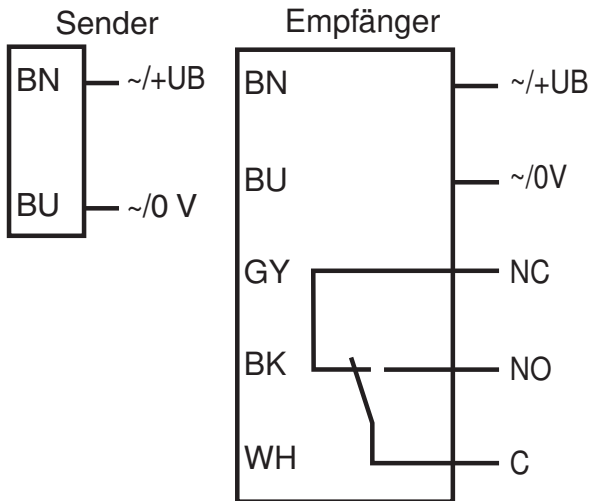 Sender
BN ~/+UB
BU ~/0 V
Empfänger
BN ~/+UB
BU ~/0V
GY NC
BK NO
WH C